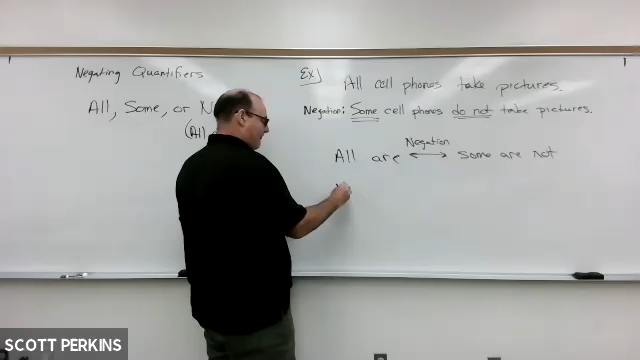 Negating Quantifiers
All, Some, or
(All
Ex) All cell phones take pictures.
Negation: Some cell phones do not take pictures.
Negation
All are ⟷ some are not
SCOTT PERKINS